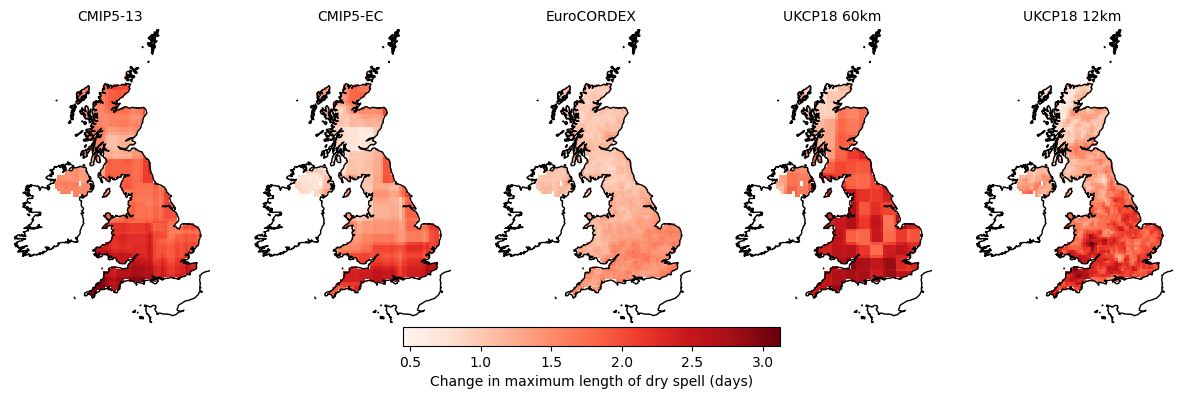 CMIP5-13
CMIP5-EC
EuroCORDEX
UKCP18 60km
UKCP18 12km
0.5 1.0 1.5 2.0 2.5 3.0
Change in maximum length of dry spell (days)